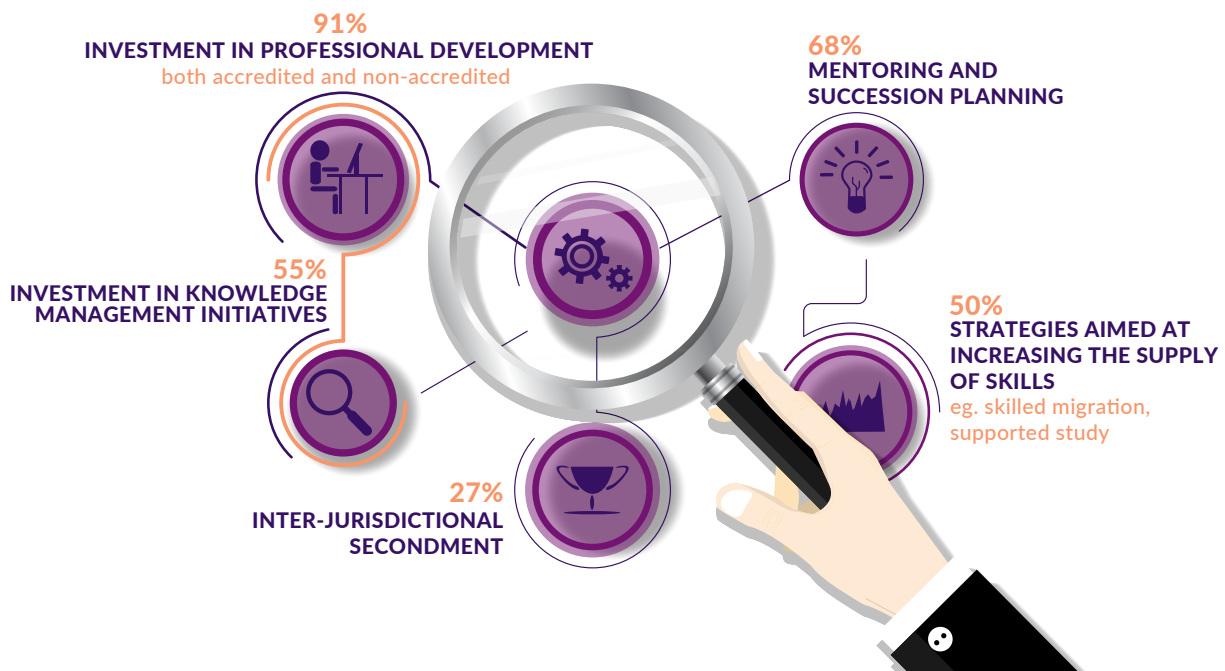 91%
INVESTMENT IN PROFESSIONAL DEVELOPMENT
both accredited and non-accredited
68%
MENTORING AND
SUCCESSION PLANNING
55%
INVESTMENT IN KNOWLEDGE
MANAGEMENT INITIATIVES
50%
STRATEGIES AIMED AT
INCREASING THE SUPPLY
OF SKILLS
eg. skilled migration,
supported study
27%
INTER-JURISDICTIONAL
SECONDMENT